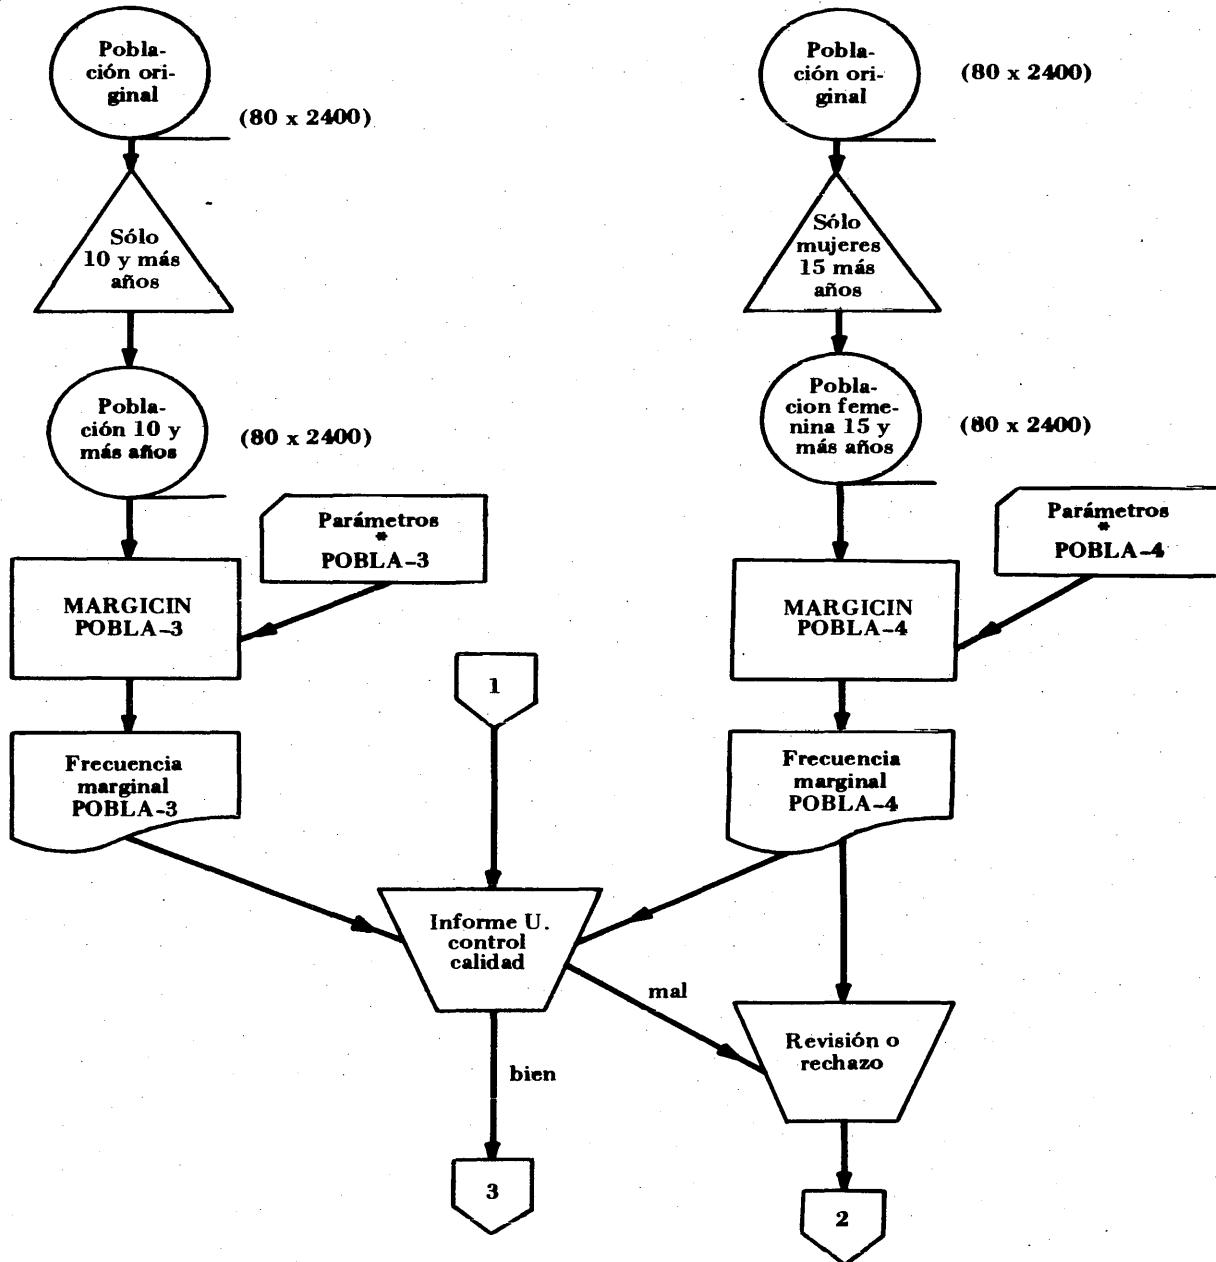 Pobla-
ción ori-
ginal
(80 x 2400)
Sólo
10 y más
años
Pobla-
ción 10 y
más años
(80 x 2400)
Parámetros
*
POBLA-3
MARGICIN
POBLA-3
Frecuencia
marginal
POBLA-3
Pobla-
ción ori-
ginal
(80 x 2400)
Sólo
mujeres
15 más
años
Pobla-
cion feme-
nina 15 y
más años
(80 x 2400)
Parámetros
*
POBLA-4
MARGICIN
POBLA-4
Frecuencia
marginal
POBLA-4
1
Informe U.
control
calidad
mal
bien
Revisión o
rechazo
3
2